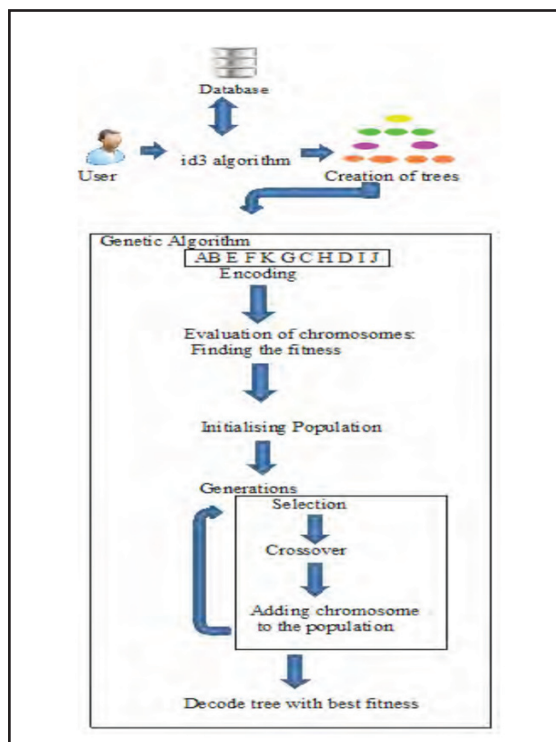 Database
User
id3 algorithm
Creation of trees
Genetic Algorithm
AB E F K G C H D I J
Encoding
Evaluation of chromosomes:
Finding the fitness
Initialising Population
Generations
Selection
Crossover
Adding chromosome
to the population
Decode tree with best fitness